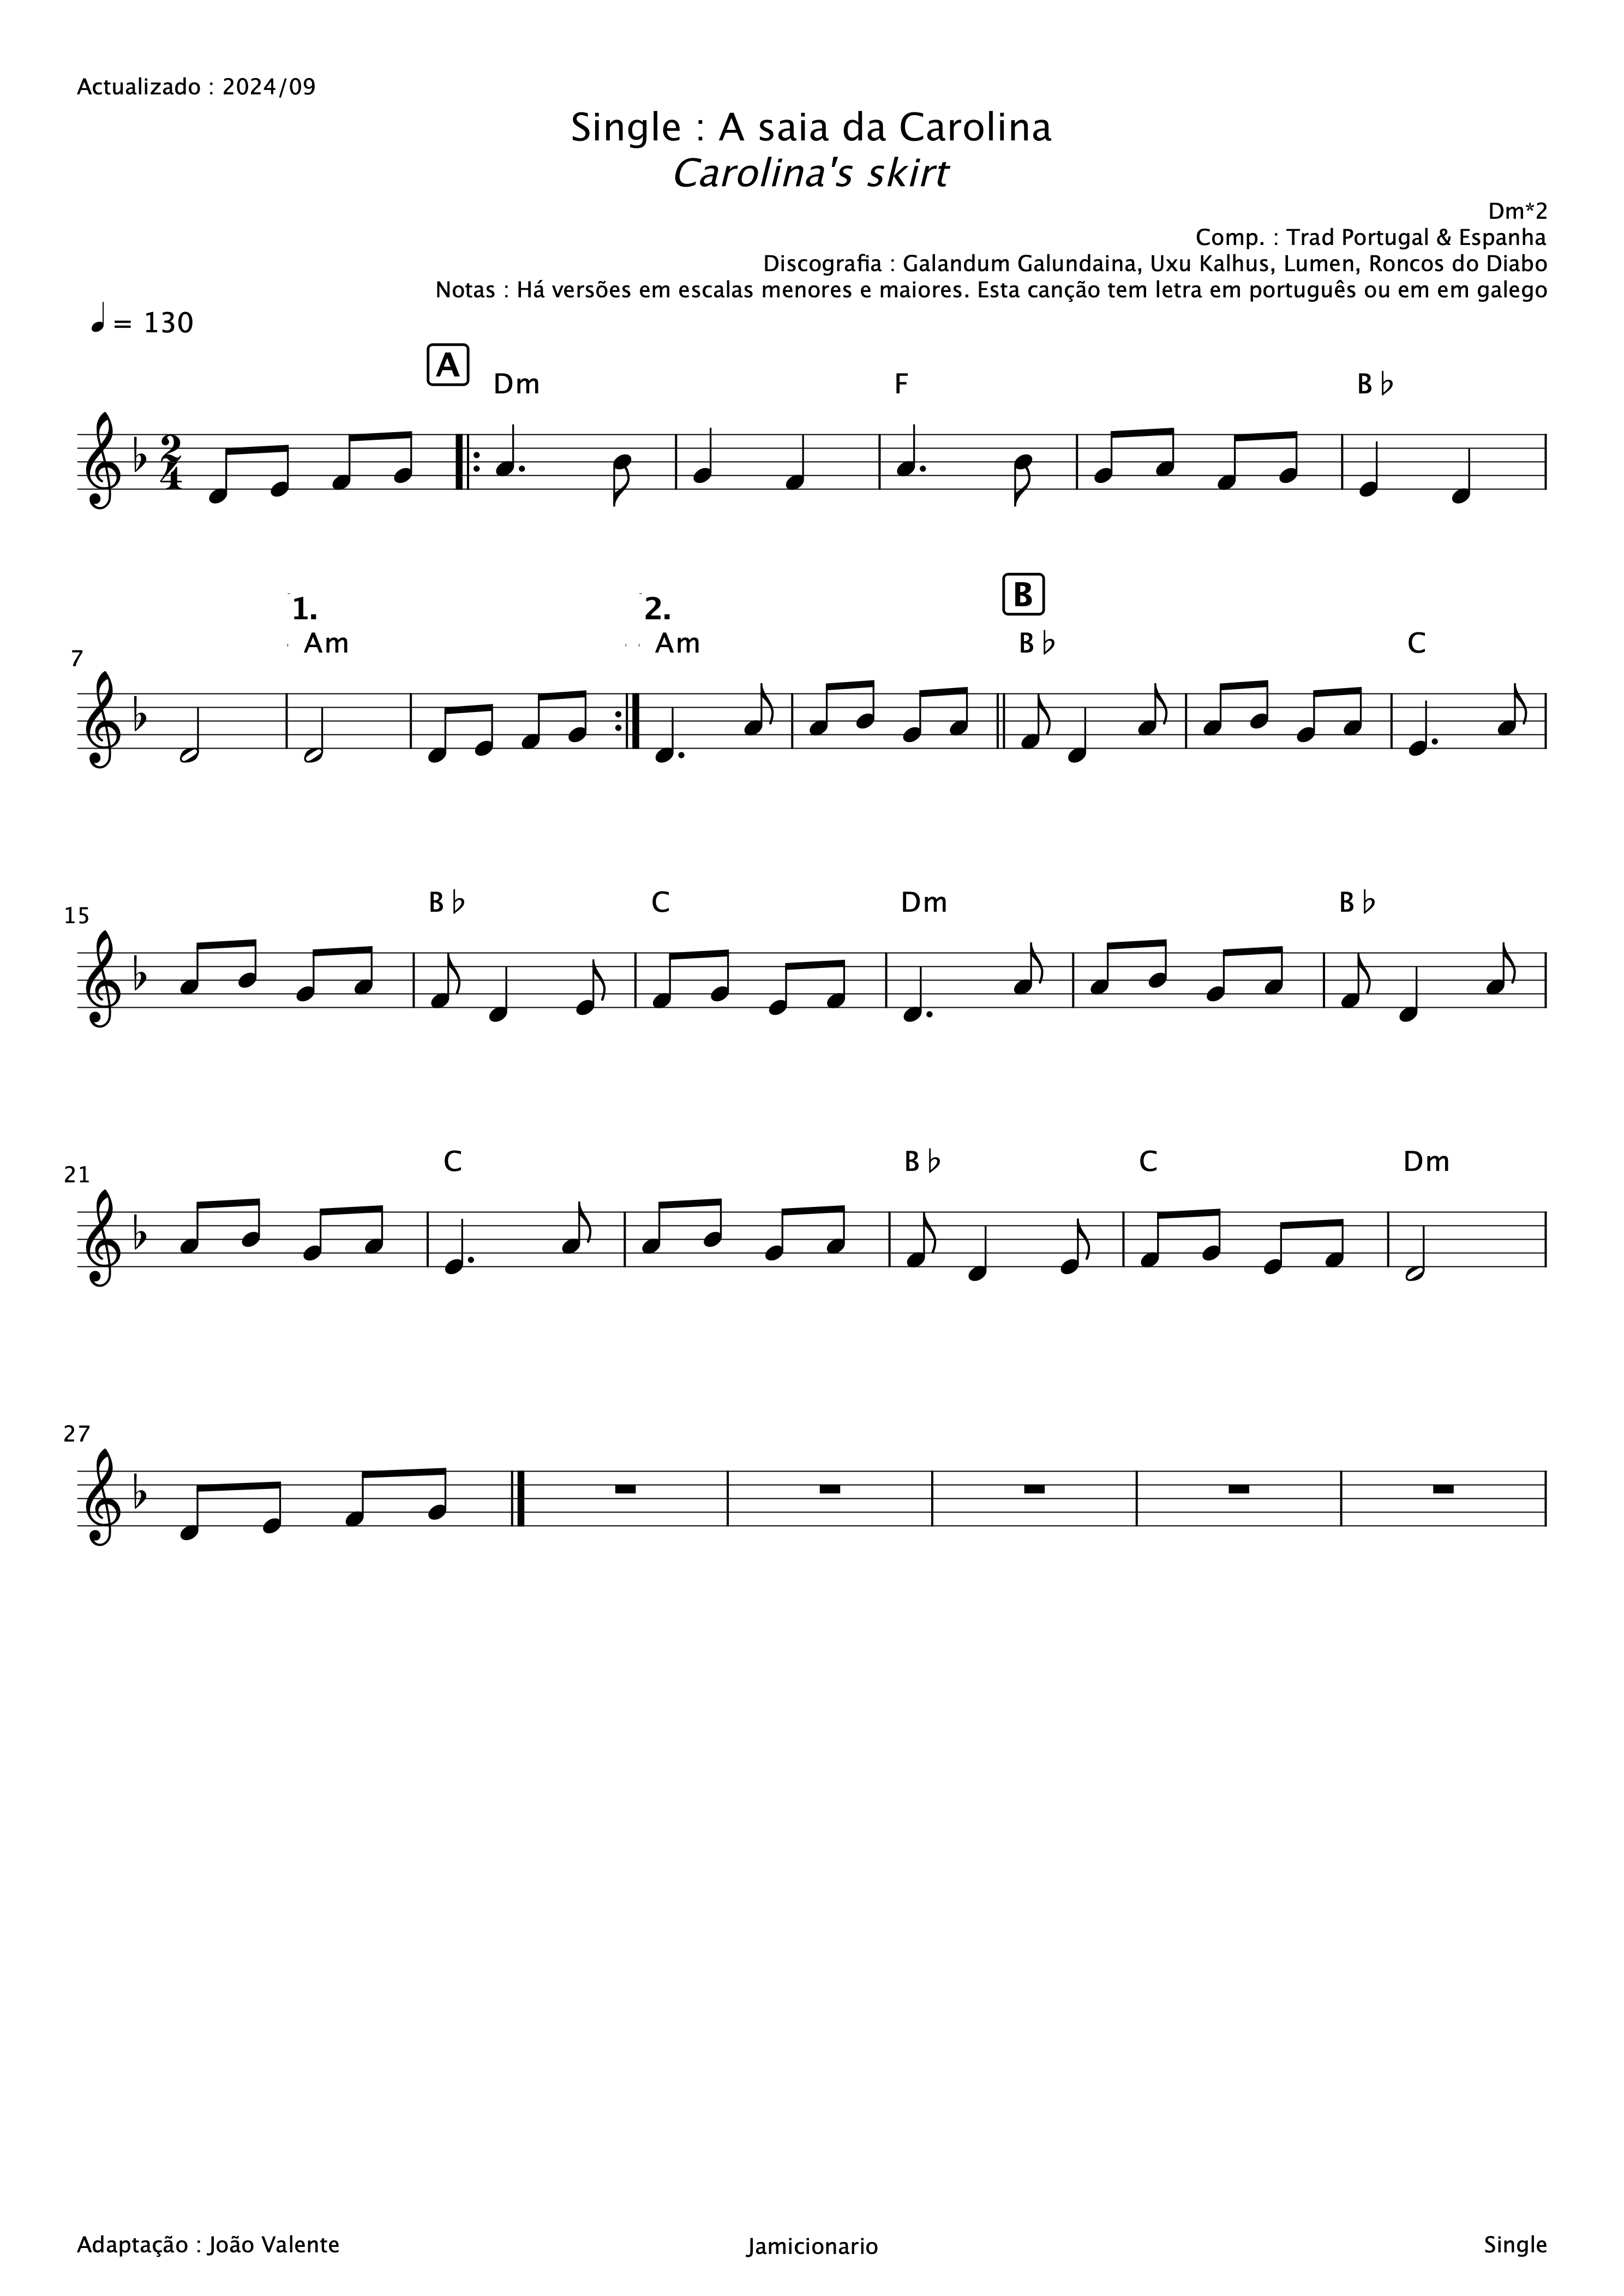 Actualizado : 2024/09
Single : A saia da Carolina
Carolina's skirt
Dm*2
Comp. : Trad Portugal & Espanha
Discografia : Galandum Galundaina, Uxu Kalhus, Lumen, Roncos do Diabo
Notas : Há versões em escalas menores e maiores. Esta canção tem letra em português ou em em galego
♩ = 130
A
Dm F B♭
2
4
B
1. 2.
7 Am Am B♭ C
15 B♭ C Dm B♭
21 C B♭ C Dm
27
Adaptação : João Valente Jamicionario Single